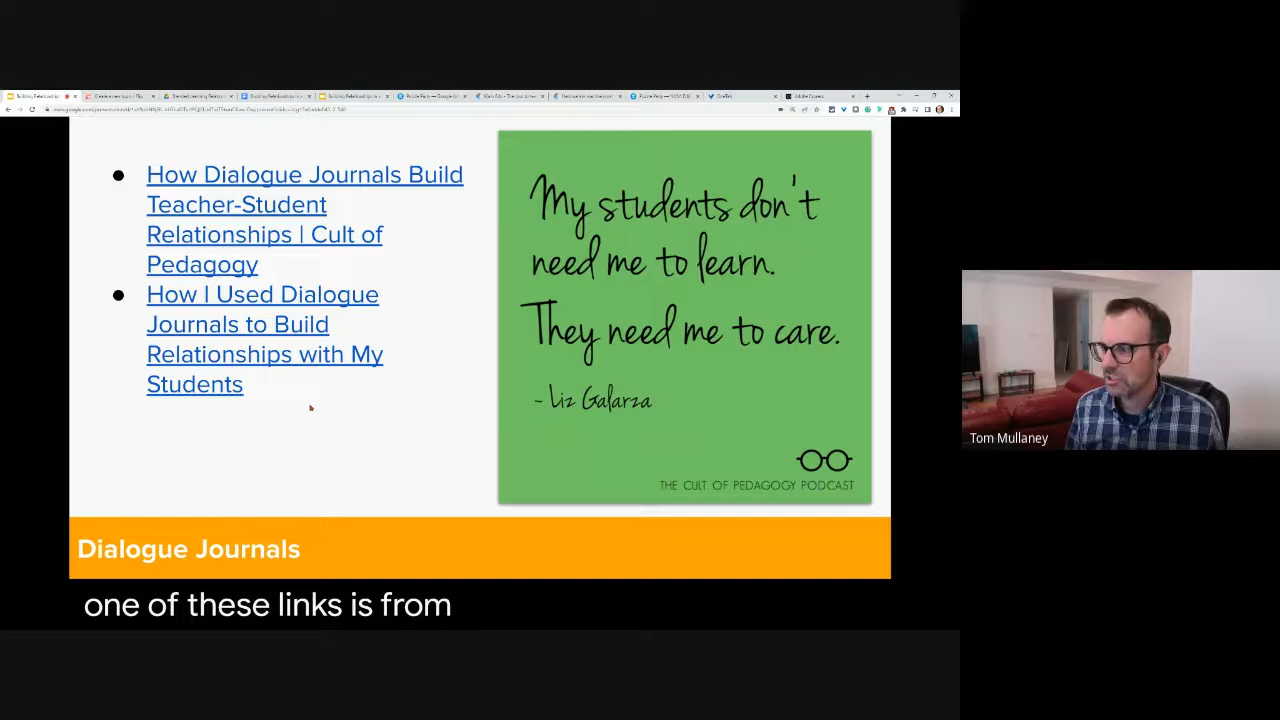 How Dialogue Journals Build
Teacher-Student
Relationships | Cult of
Pedagogy
How I Used Dialogue
Journals to Build
Relationships with My
Students
My students don't
need me to learn.
They need me to care.
~ Liz Galarza
THE CULT OF PEDAGOGY PODCAST
Dialogue Journals
one of these links is from
Tom Mullaney